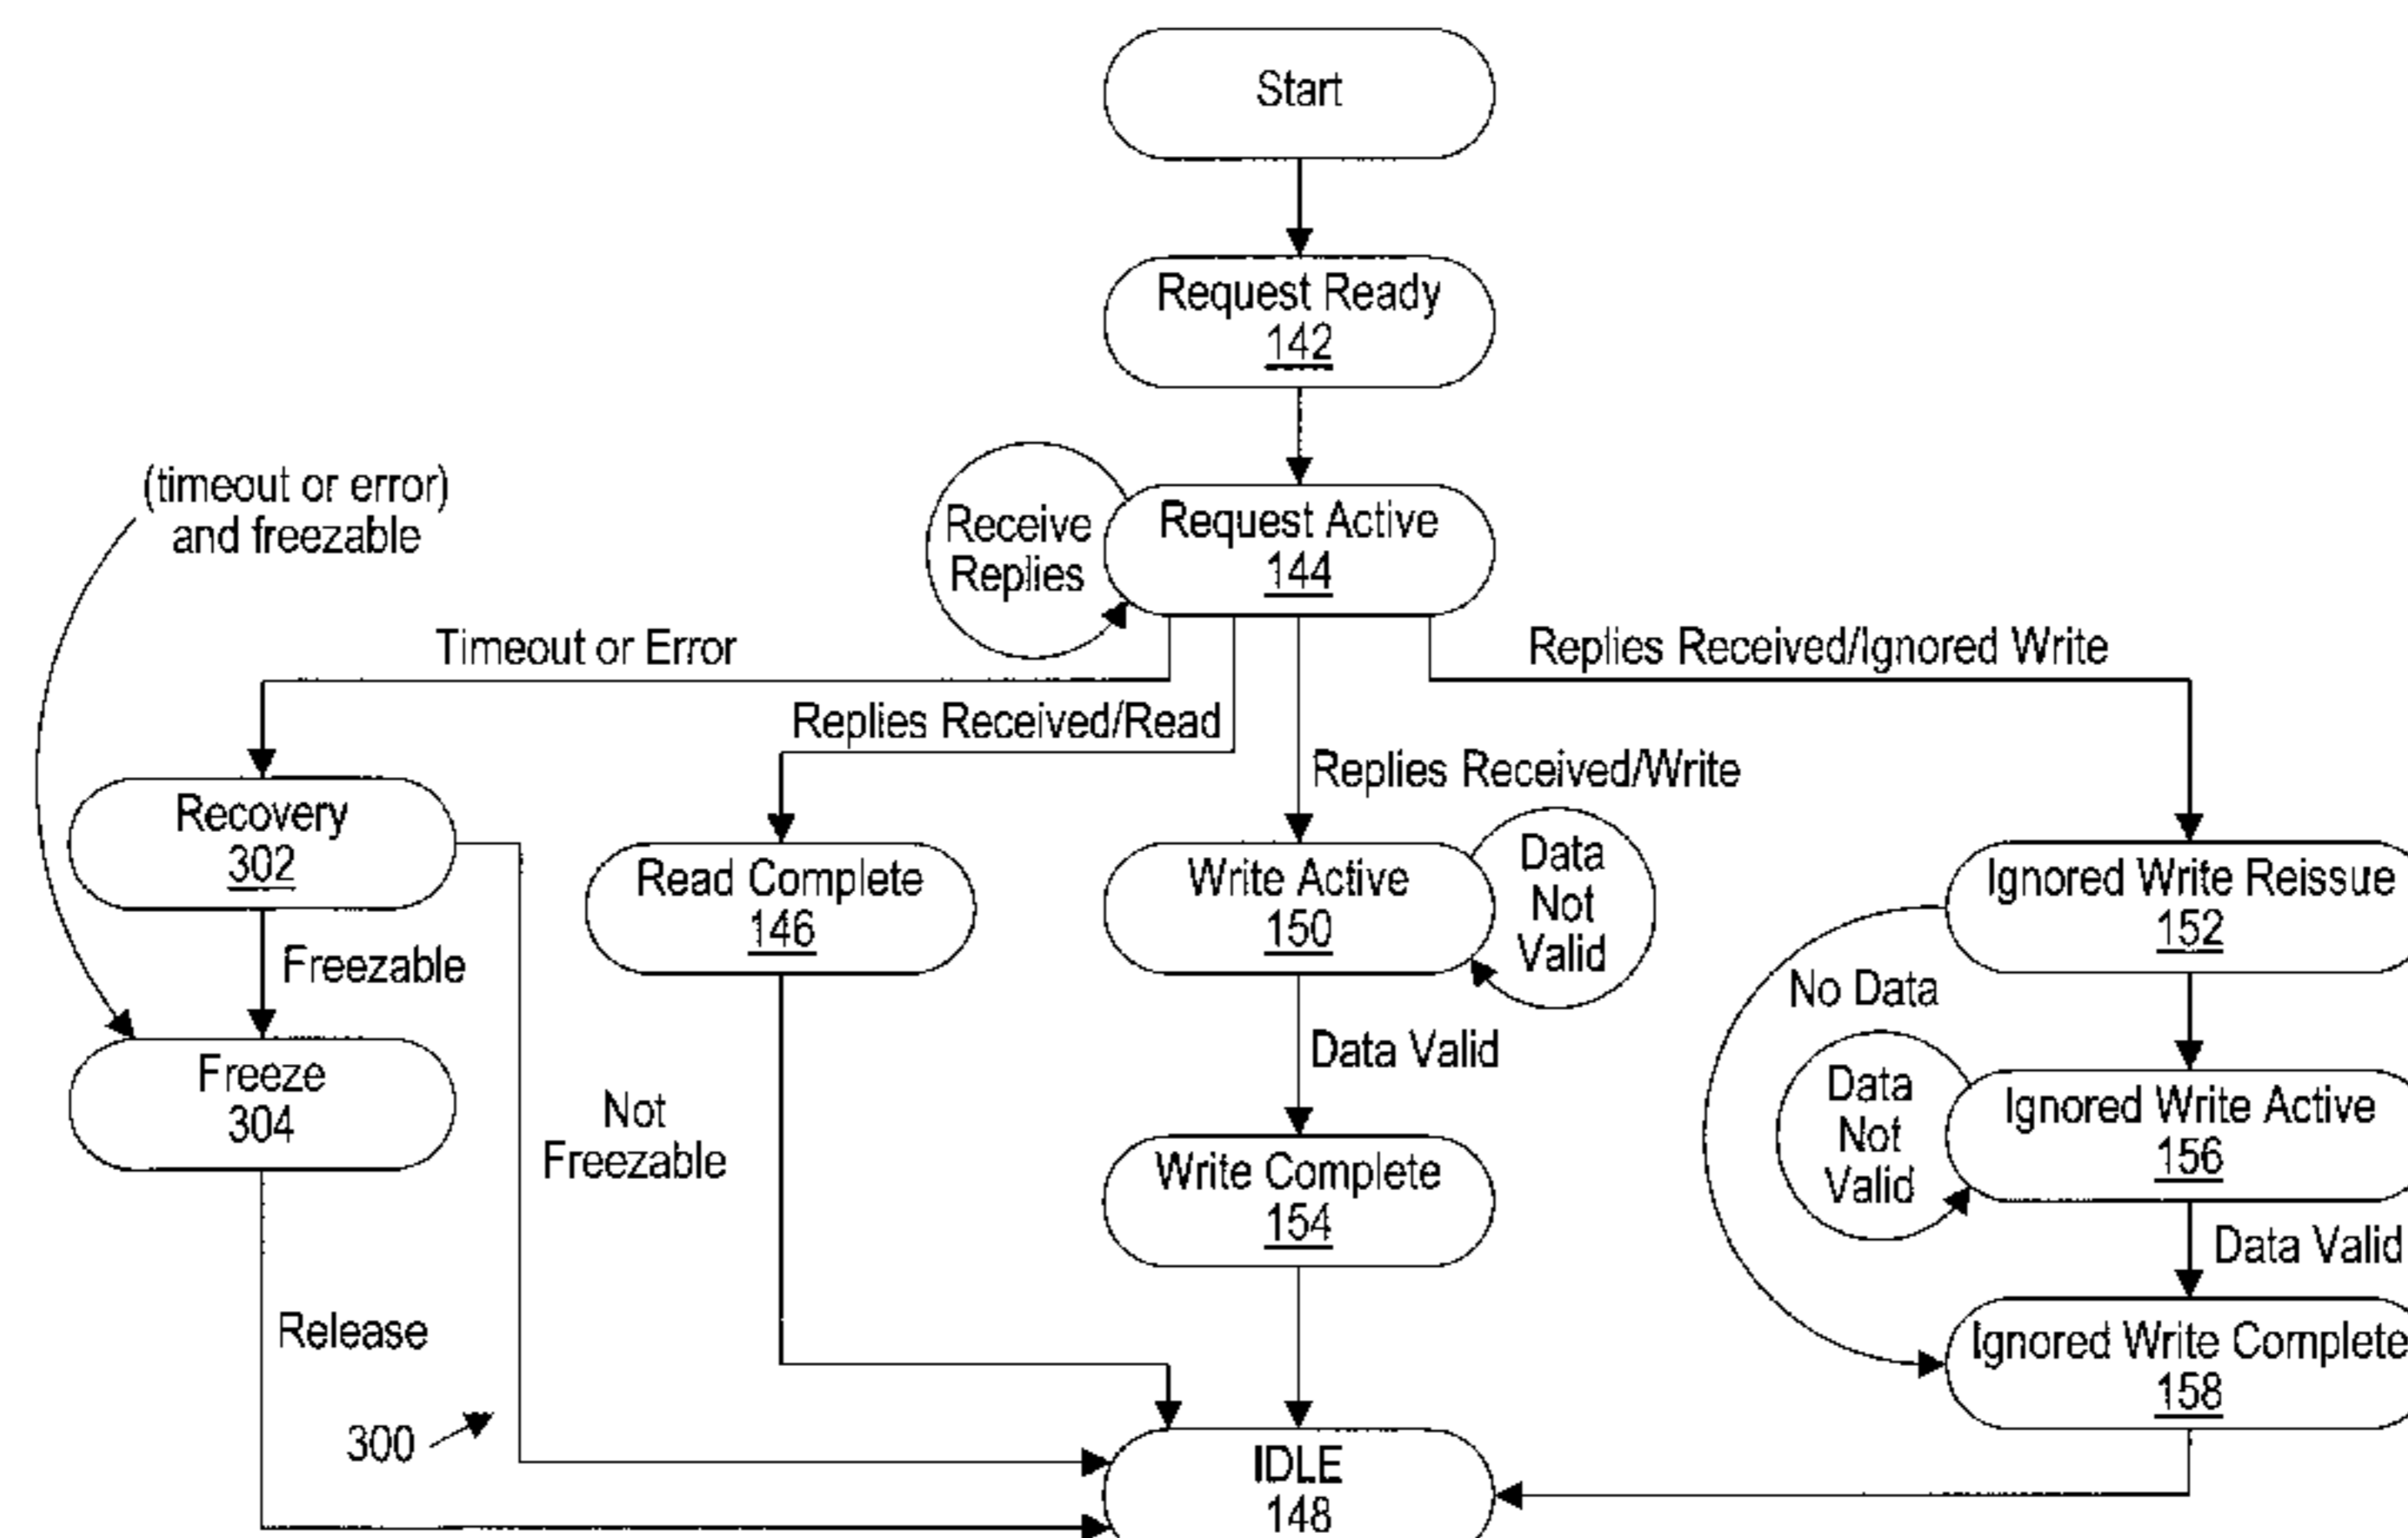 Start
Request Ready
142
(timeout or error)
and freezable
Receive
Replies
Request Active
144
Timeout or Error
Replies Received/Ignored Write
Replies Received/Read
Replies Received/Write
Recovery
302
Read Complete
146
Write Active
150
Data
Not
Valid
Ignored Write Reissue
152
Freezable
No Data
Freeze
304
Not
Freezable
Data Valid
Data
Not
Valid
Ignored Write Active
156
Write Complete
154
Data Valid
Release
Ignored Write Complete
158
300
IDLE
148